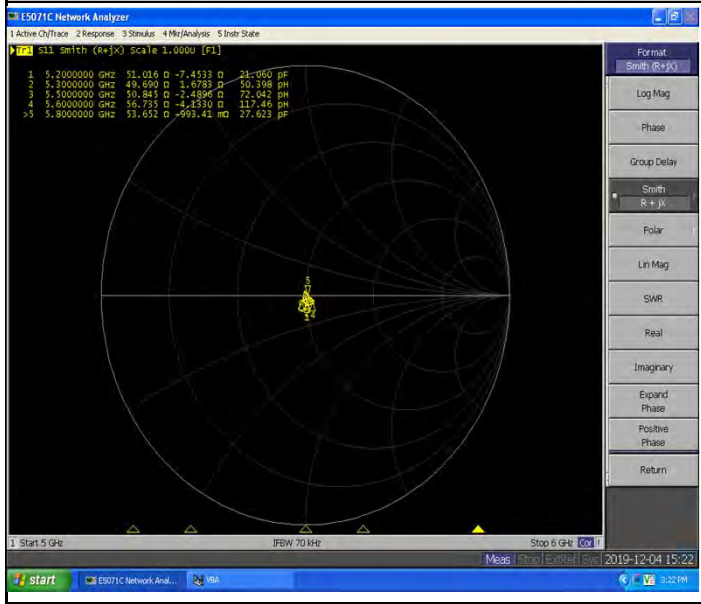 E5071C Network Analyzer
1 Active Ch/Trace 2 Response 3 Stimulus 4 Mkr/Analysis 5 Instr State
Tr1 S11 Smith (R+jX) Scale 1.000U [F1]
1 5.2000000 GHz 51.016 Ω -7.4533 Ω 21.060 pF
2 5.3000000 GHz 49.690 Ω 1.6783 Ω 50.398 pH
3 5.5000000 GHz 50.845 Ω -2.4896 Ω 72.042 pH
4 5.6000000 GHz 56.735 Ω -4.1330 Ω 117.46 pH
>5 5.8000000 GHz 53.652 Ω -993.41 mΩ 27.623 pF
5
Format
Smith (R+jX)
Log Mag
Phase
Group Delay
Smith
R + jX
Polar
Lin Mag
SWR
Real
Imaginary
Expand
Phase
Positive
Phase
Return
1 Start 5 GHz IFBW 70 kHz Stop 6 GHz Cor !
Meas Stop ExtRef Svc 2019-12-04 15:22
start E5071C Network Anal... VBA 3:22 PM